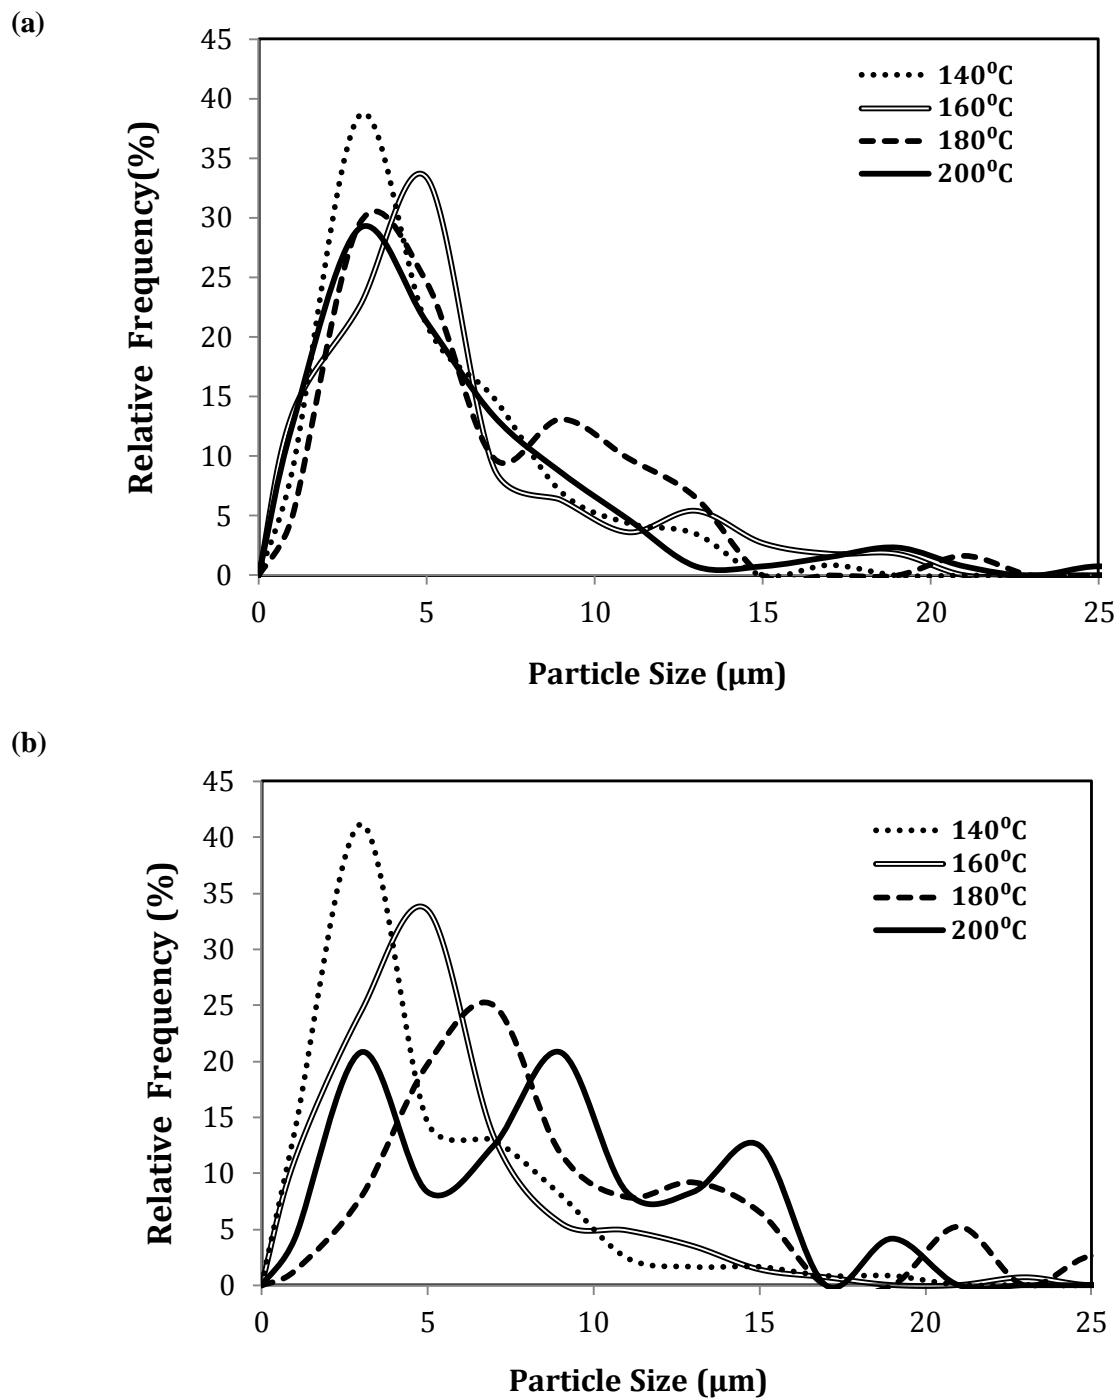 (a)
45
40
35
30
25
20
15
10
5
0
Relative Frequency(%)
140⁰C
160⁰C
180⁰C
200⁰C
0 5 10 15 20 25
Particle Size (µm)
(b)
45
40
35
30
25
20
15
10
5
0
Relative Frequency (%)
140⁰C
160⁰C
180⁰C
200⁰C
0 5 10 15 20 25
Particle Size (µm)